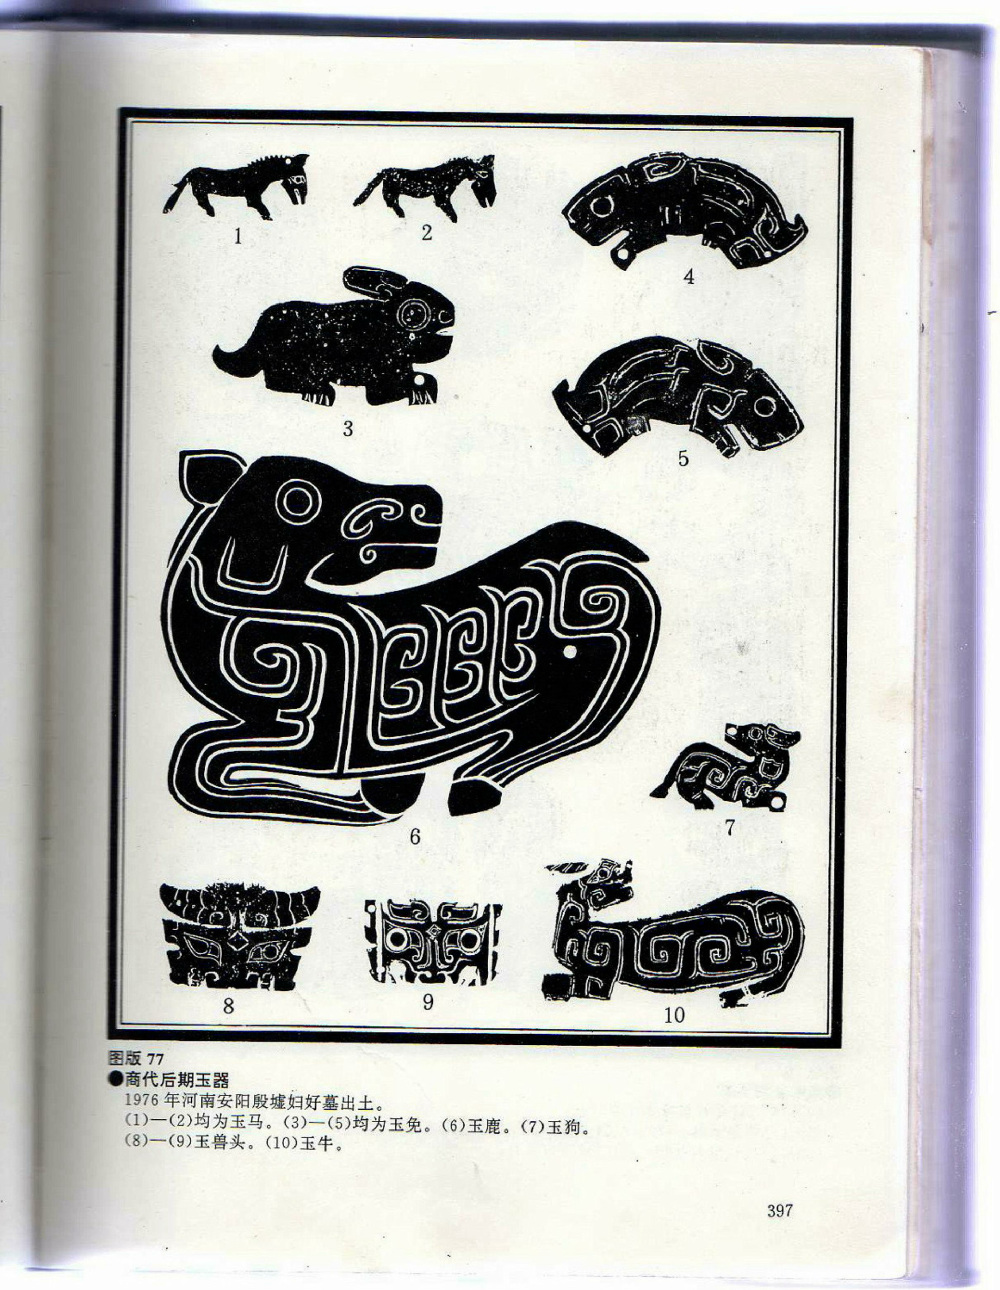 1
2
4
3
5
6
7
8
9
10
图版 77
●商代后期玉器
1976 年河南安阳殷墟妇好墓出土。
(1)—(2)均为玉马。(3)—(5)均为玉兔。(6)玉鹿。(7)玉狗。
(8)—(9)玉兽头。(10)玉牛。
397